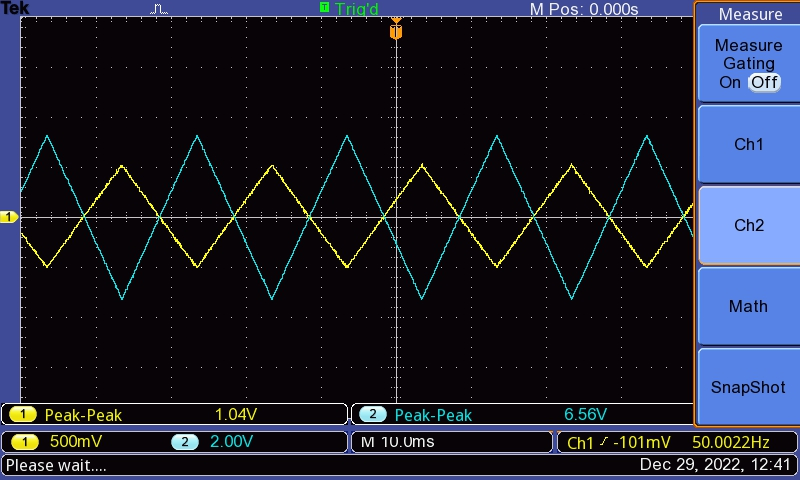 Tek T Trig'd M Pos: 0.000s Measure
T
Measure
Gating
On Off
Ch1
1
Ch2
Math
SnapShot
1 Peak-Peak 1.04V 2 Peak-Peak 6.56V
1 500mV 2 2.00V M 10.0ms Ch1 -101mV 50.0022Hz
Please wait.... Dec 29, 2022, 12:41